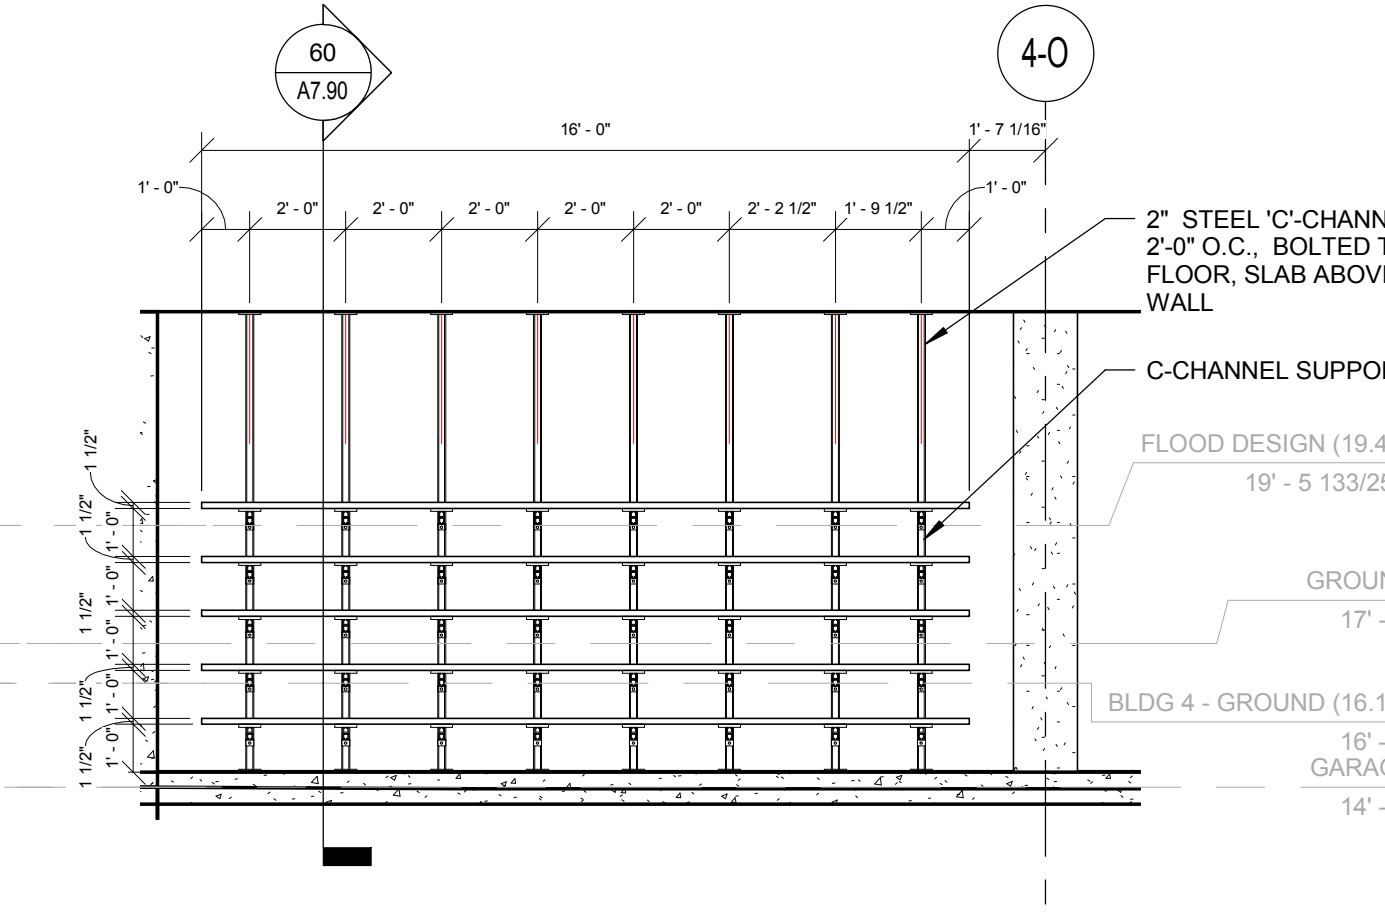 60
A7.90
4-O
16' - 0"
1' - 7 1/16"
1' - 0"
2' - 0"
2' - 0"
2' - 0"
2' - 0"
2' - 0"
2' - 2 1/2"
1' - 9 1/2"
1' - 0"
2" STEEL 'C'-CHANN
2'-0" O.C., BOLTED T
FLOOR, SLAB ABOVE
WALL
C-CHANNEL SUPPOR
FLOOD DESIGN (19.4
19' - 5 133/25
GROUN
17' -
BLDG 4 - GROUND (16.1
16' -
GARAG
14' -
1 1/2"
1 1/2"
1' - 0"
1' - 0"
1 1/2"
1' - 0"
1 1/2"
1' - 0"
1 1/2"
1' - 0"